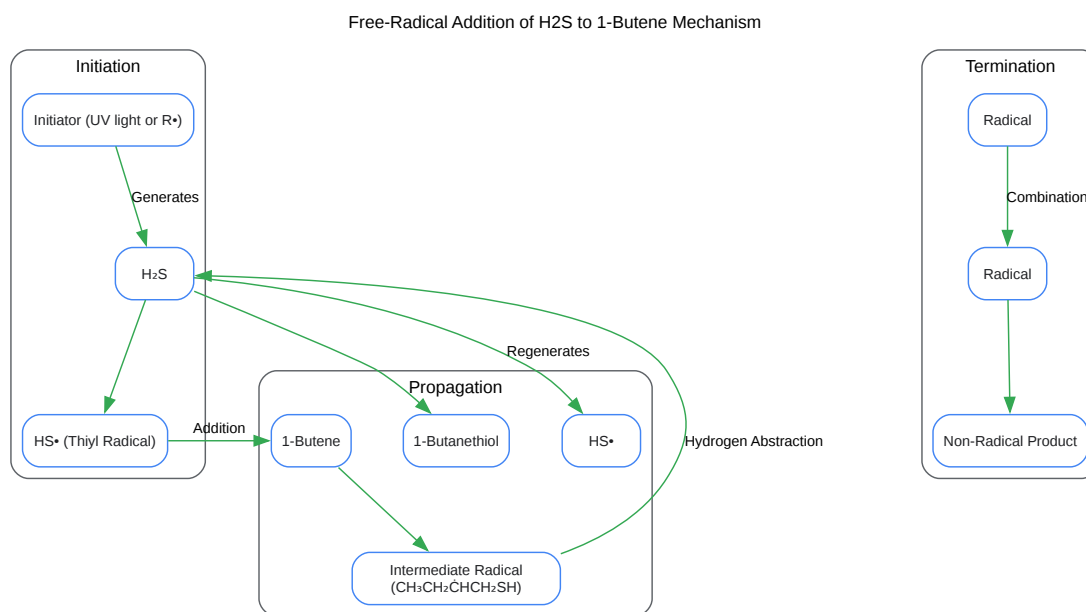 Free-Radical Addition of H2S to 1-Butene Mechanism
Initiation
Initiator (UV light or R•)
Generates
H₂S
HS• (Thiyl Radical)
Addition
Regenerates
Propagation
1-Butene
1-Butanethiol
HS•
Hydrogen Abstraction
Intermediate Radical
(CH₃CH₂ĊHCH₂SH)
Termination
Radical
Combination
Radical
Non-Radical Product